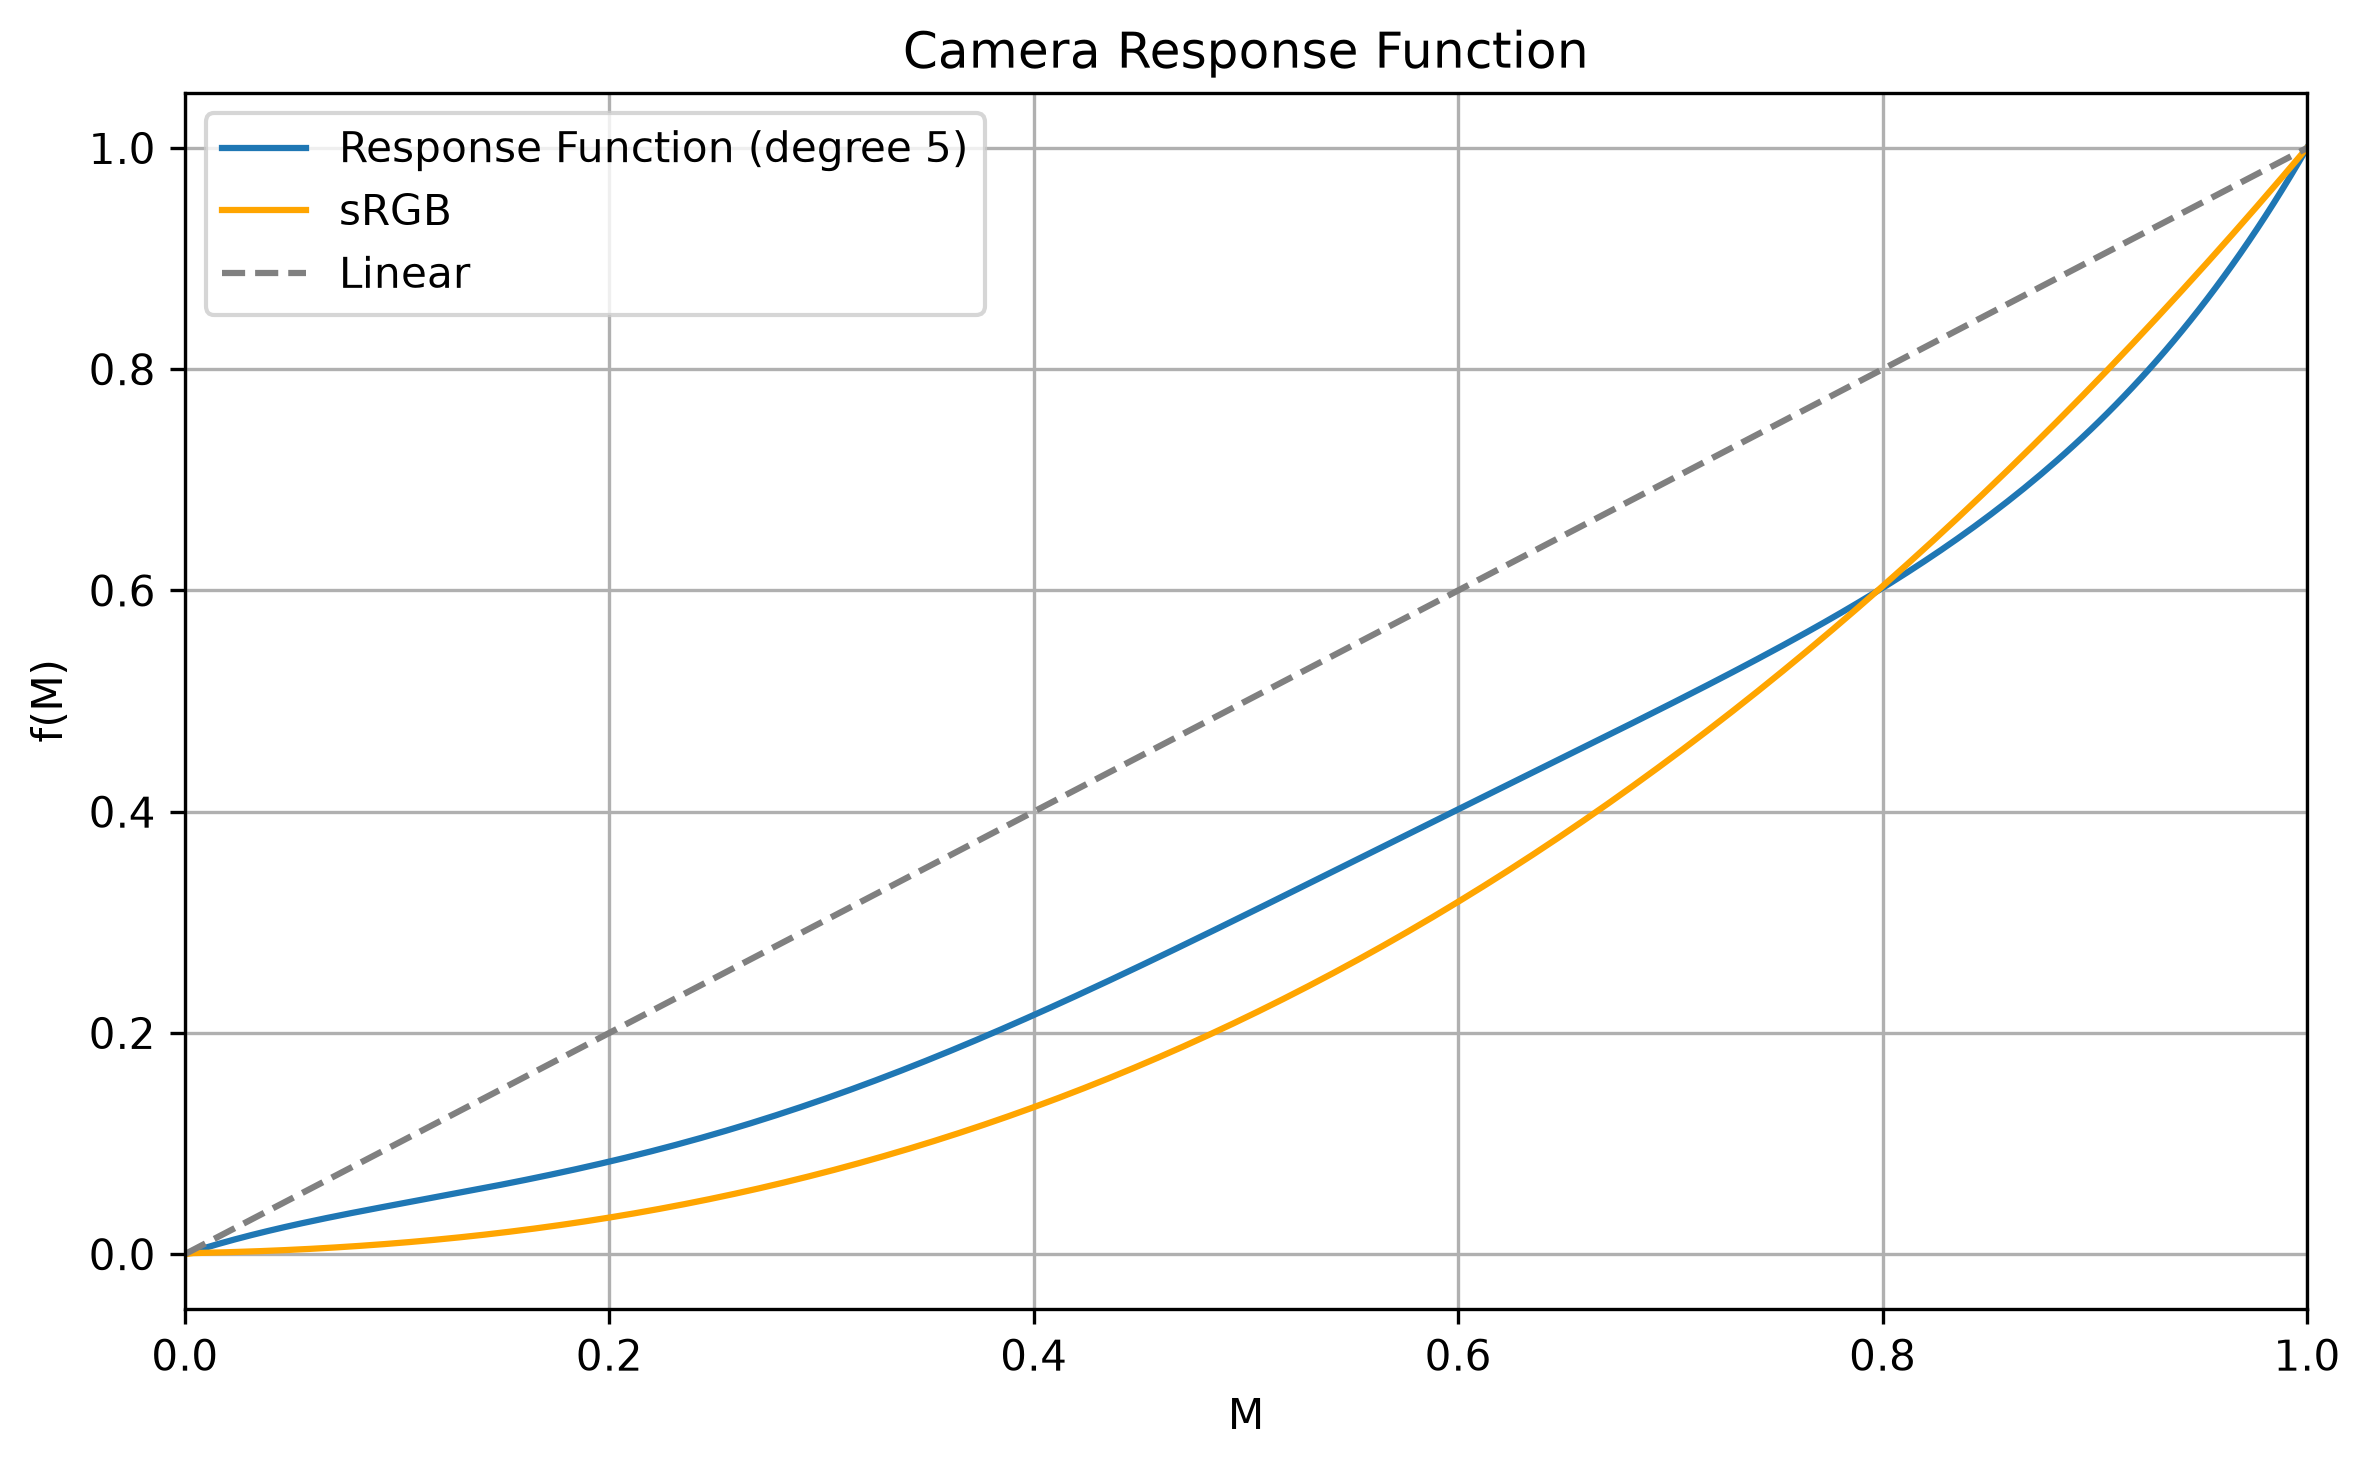 Camera Response Function
Response Function (degree 5)
sRGB
Linear
1.0
0.8
0.6
0.4
0.2
0.0
f(M)
0.0 0.2 0.4 0.6 0.8 1.0
M